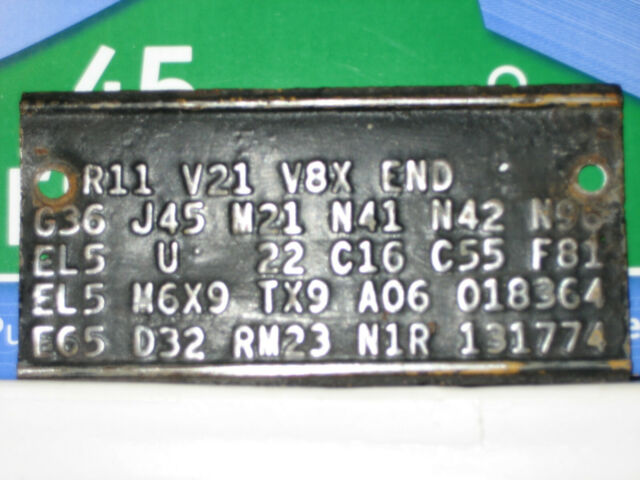 45
R11 V21 V8X END
G36 J45 M21 N41 N42 N96
EL5 U 22 C16 C55 F81
EL5 M6X9 TX9 A06 018364
E65 D32 RM23 N1R 131774